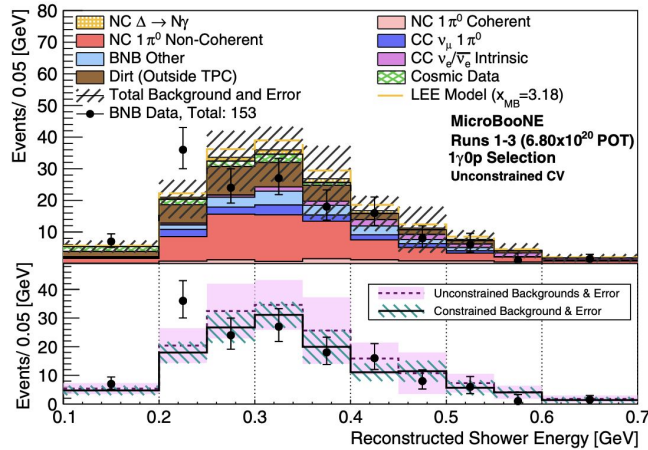 NC Δ → Nγ
NC 1π⁰ Coherent
NC 1π⁰ Non-Coherent
CC νμ 1π⁰
BNB Other
CC νe/ν̅e Intrinsic
Dirt (Outside TPC)
Cosmic Data
Total Background and Error
LEE Model (xMB=3.18)
BNB Data, Total: 153
MicroBooNE
Runs 1-3 (6.80x10²⁰ POT)
1γ0p Selection
Unconstrained CV
Events/ 0.05 [GeV]
80
70
60
50
40
30
20
10
0
Unconstrained Backgrounds & Error
Constrained Background & Error
Events/ 0.05 [GeV]
40
30
20
10
0
0.1 0.2 0.3 0.4 0.5 0.6 0.7
Reconstructed Shower Energy [GeV]